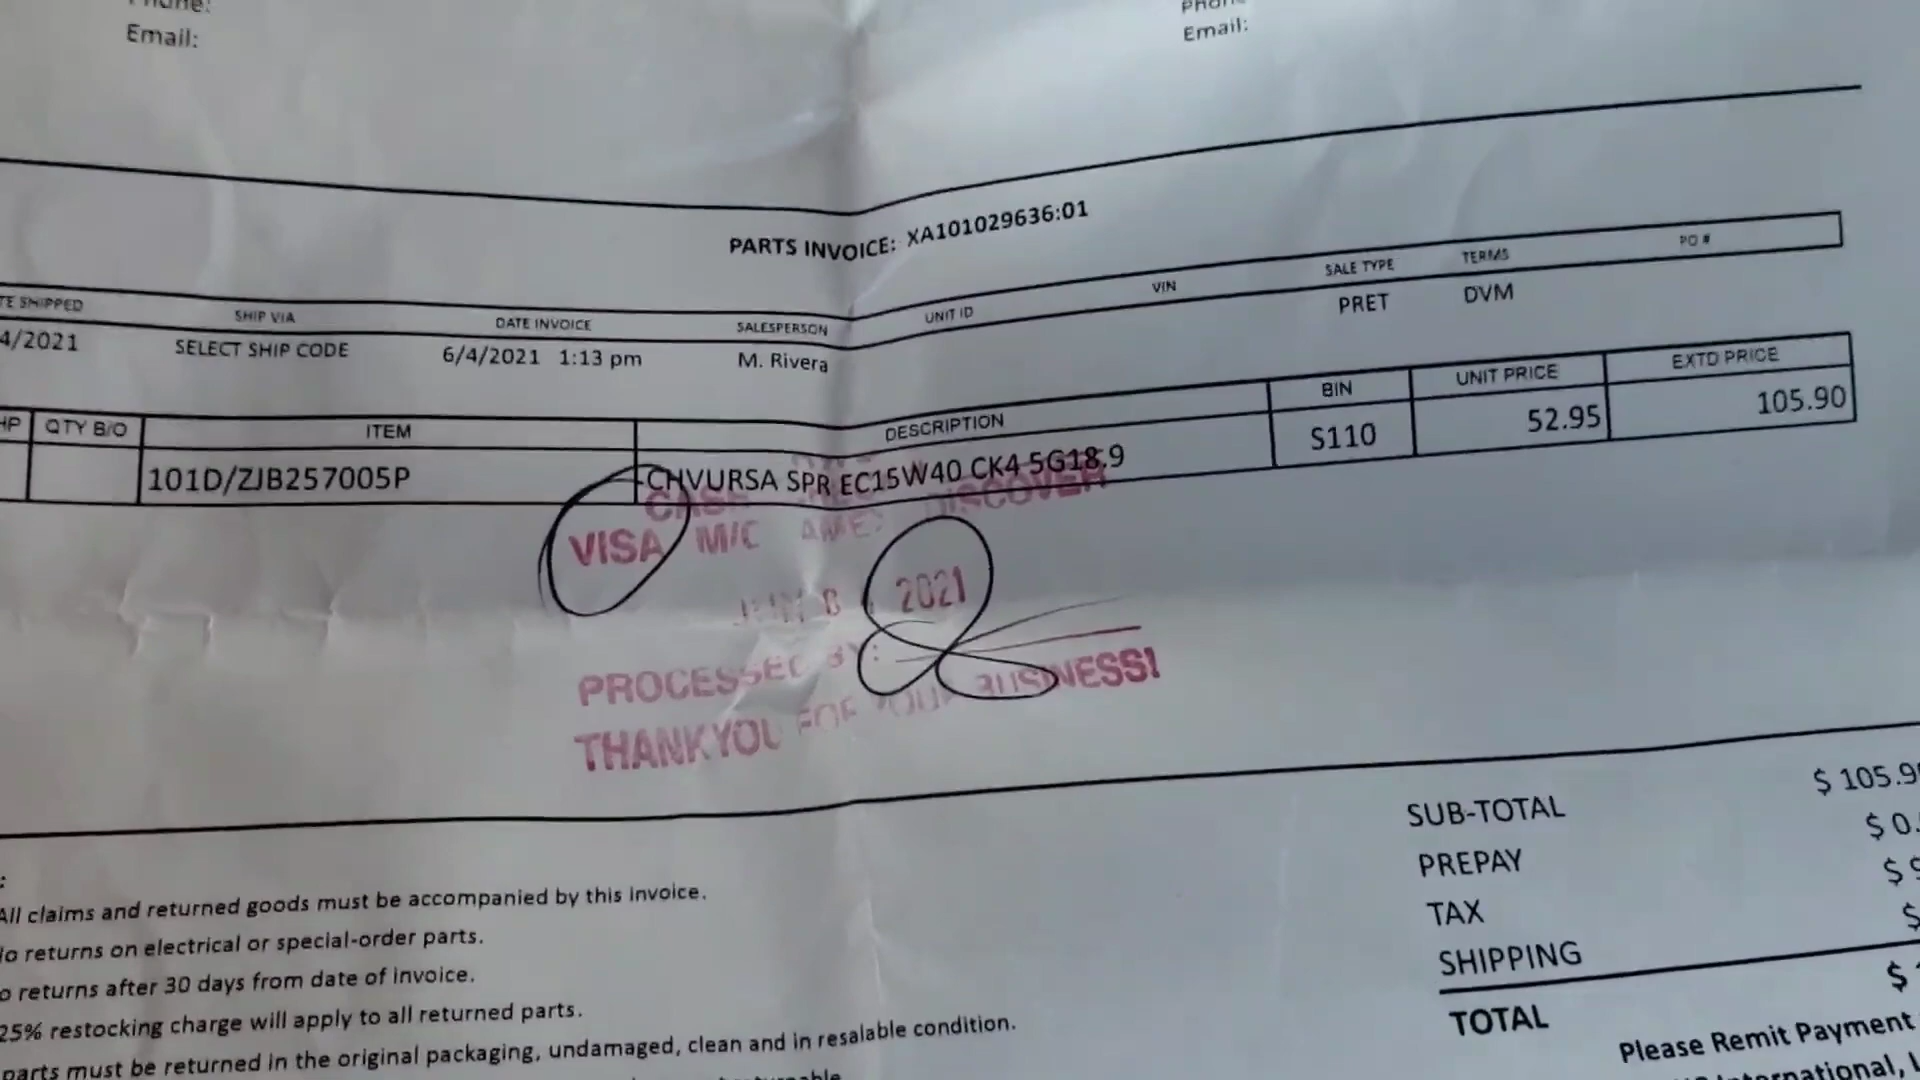 Phone:
Email:
Phone
Email:
PARTS INVOICE: XA101029636:01
TE SHIPPED SHIP VIA DATE INVOICE SALESPERSON UNIT ID VIN SALE TYPE TERMS PO #
4/2021 SELECT SHIP CODE 6/4/2021 1:13 pm M. Rivera PRET DVM
HP QTY B/O ITEM DESCRIPTION BIN UNIT PRICE EXTD PRICE
101D/ZJB257005P CHVURSA SPR EC15W40 CK4 5G18.9 S110 52.95 105.90
CASH DISCOVER
VISA M/C AMEX
2021
PROCESSED BY:
THANK YOU FOR YOUR BUSINESS!
SUB-TOTAL $ 105.9
PREPAY $ 0.
TAX $ 9
SHIPPING $
TOTAL $
Please Remit Payment
ternational,
:
All claims and returned goods must be accompanied by this invoice.
o returns on electrical or special-order parts.
o returns after 30 days from date of invoice.
25% restocking charge will apply to all returned parts.
parts must be returned in the original packaging, undamaged, clean and in resalable condition.